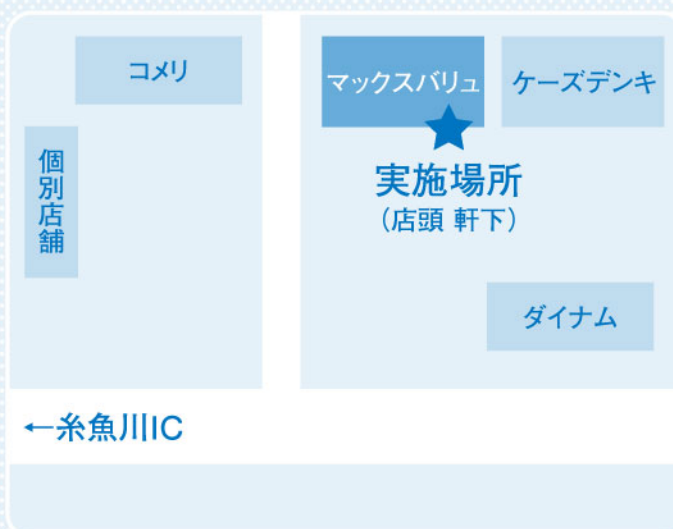 コメリ
マックスバリュ
ケーズデンキ
個別店舗
実施場所
（店頭 軒下）
ダイナム
←糸魚川IC